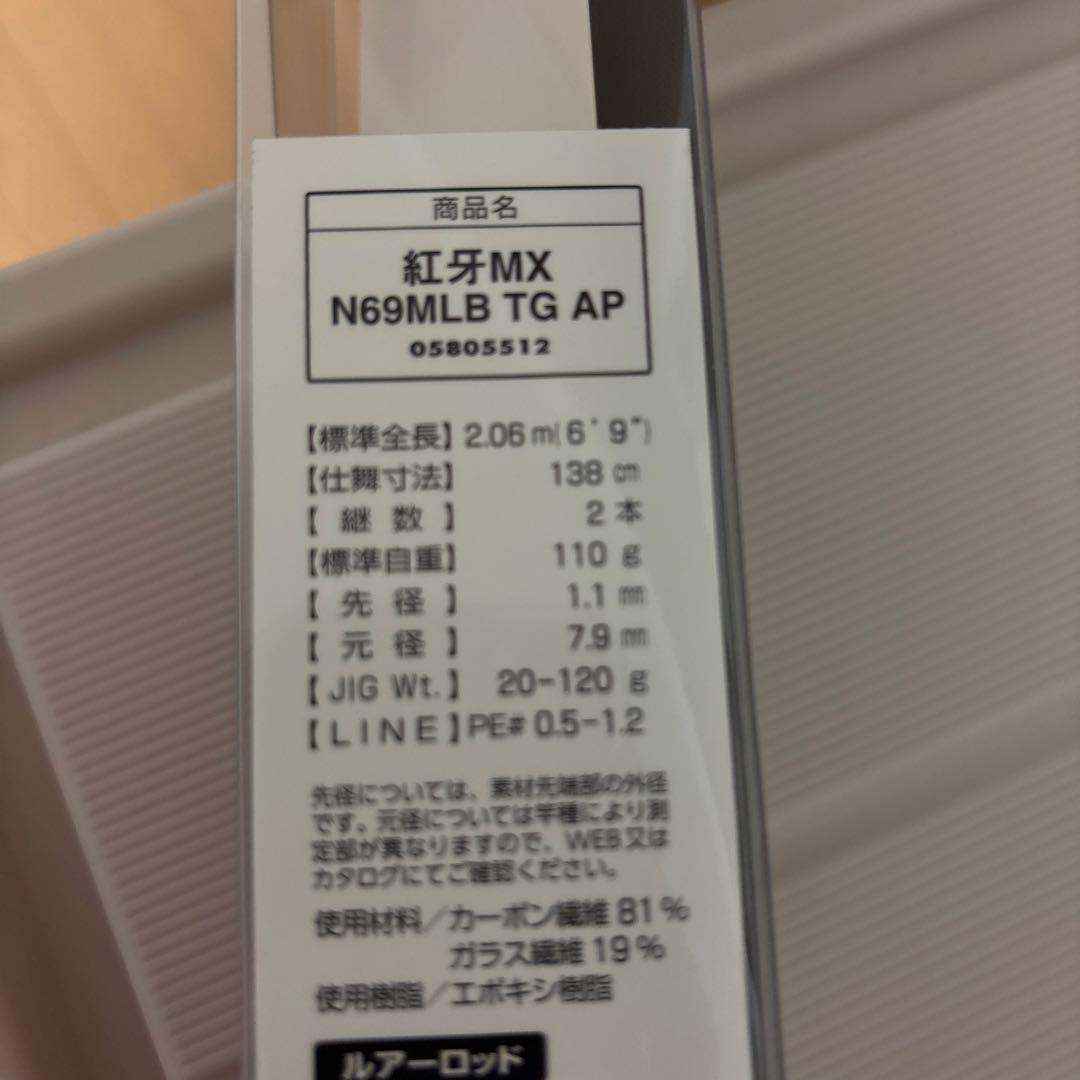 商品名
紅牙MX
N69MLB TG AP
05805512
【標準全長】2.06m(6'9")
【仕舞寸法】 138㎝
【継数】 2本
【標準自重】 110g
【先径】 1.1㎜
【元径】 7.9㎜
【JIG Wt.】 20-120g
【LINE】PE# 0.5-1.2
先径については、素材先端部の外径
です。元径については竿種により測
定部が異なりますので、WEB又は
カタログにてご確認ください。
使用材料/カーボン繊維 81%
ガラス繊維 19%
使用樹脂/エポキシ樹脂
ルアーロッド